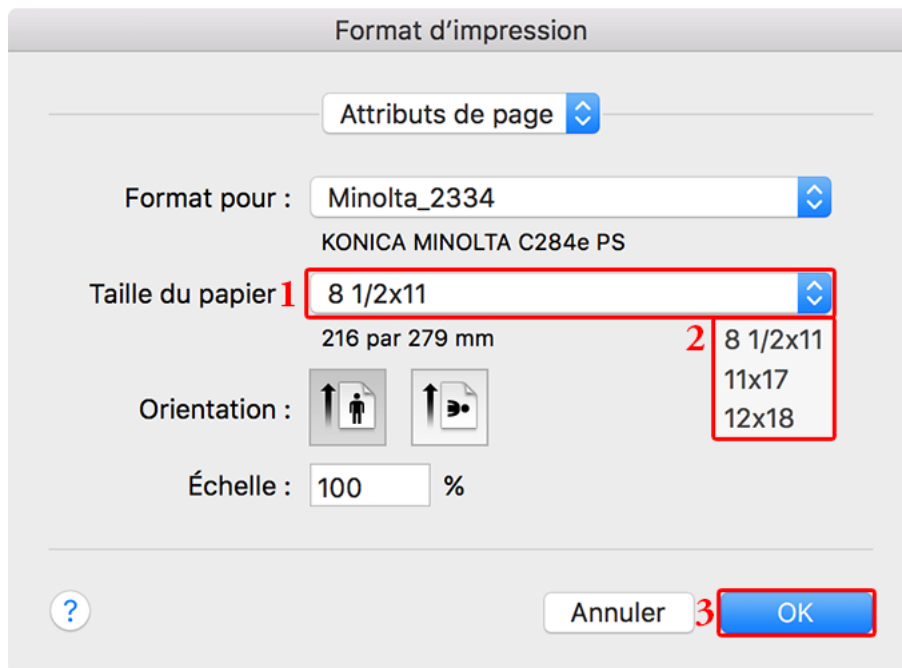 Format d’impression
Attributs de page
Format pour : Minolta_2334
KONICA MINOLTA C284e PS
Taille du papier 1 8 1/2x11
216 par 279 mm
2 8 1/2x11
11x17
12x18
Orientation :
Échelle : 100 %
? Annuler 3 OK